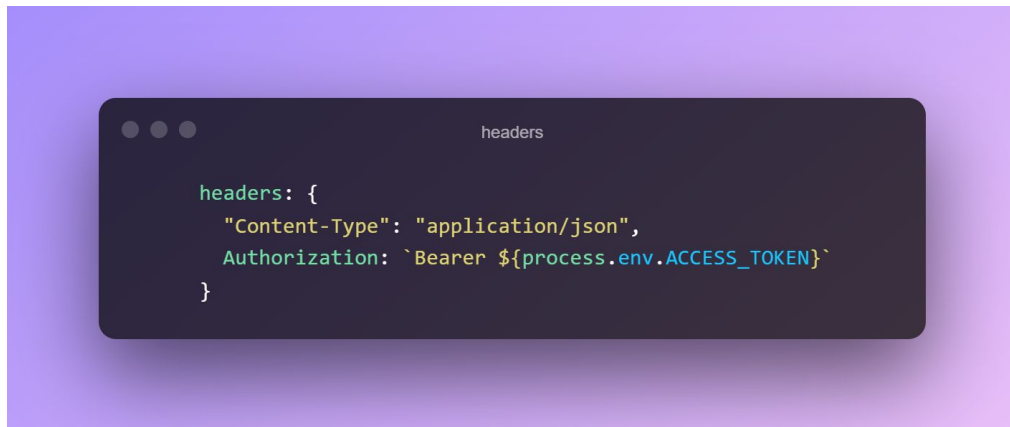 headers
headers: {
"Content-Type": "application/json",
Authorization: `Bearer ${process.env.ACCESS_TOKEN}`
}